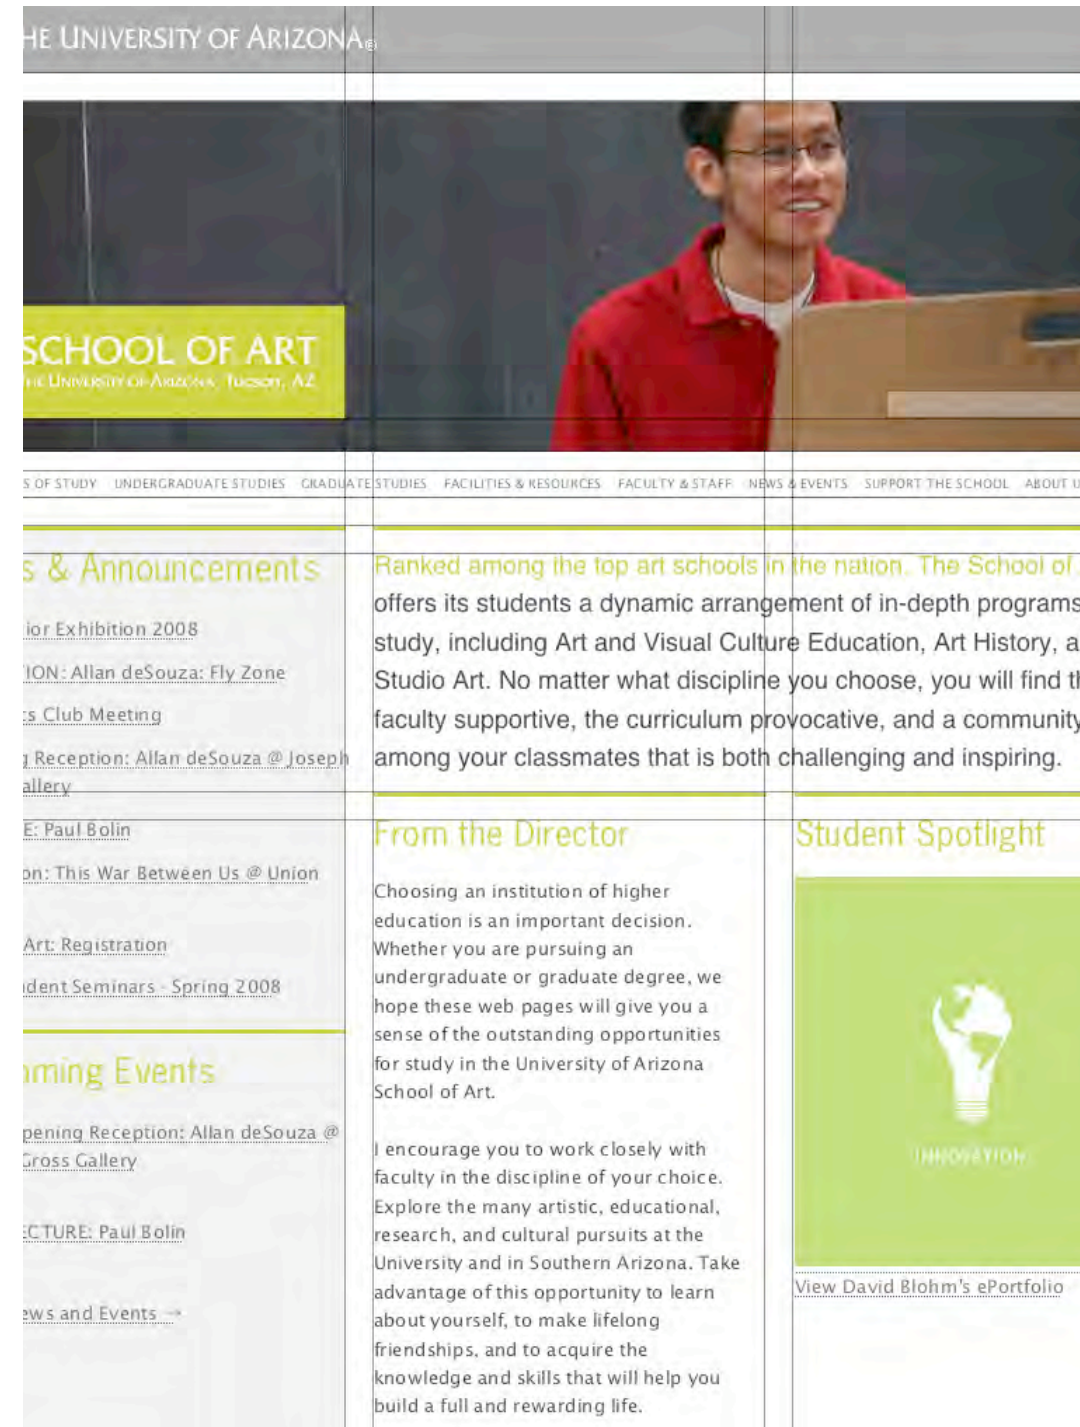 HE UNIVERSITY OF ARIZONA®
SCHOOL OF ART
THE UNIVERSITY OF ARIZONA, TUCSON, AZ
S OF STUDY UNDERGRADUATE STUDIES GRADUATE STUDIES FACILITIES & RESOURCES FACULTY & STAFF NEWS & EVENTS SUPPORT THE SCHOOL ABOUT U
s & Announcements
ior Exhibition 2008
ION: Allan deSouza: Fly Zone
s Club Meeting
g Reception: Allan deSouza @ Joseph
allery
E: Paul Bolin
on: This War Between Us @ Union
Art: Registration
dent Seminars - Spring 2008
ming Events
pening Reception: Allan deSouza @
Gross Gallery
ECTURE: Paul Bolin
ews and Events →
Ranked among the top art schools in the nation. The School of
offers its students a dynamic arrangement of in-depth programs
study, including Art and Visual Culture Education, Art History, a
Studio Art. No matter what discipline you choose, you will find th
faculty supportive, the curriculum provocative, and a community
among your classmates that is both challenging and inspiring.
From the Director
Choosing an institution of higher
education is an important decision.
Whether you are pursuing an
undergraduate or graduate degree, we
hope these web pages will give you a
sense of the outstanding opportunities
for study in the University of Arizona
School of Art.
I encourage you to work closely with
faculty in the discipline of your choice.
Explore the many artistic, educational,
research, and cultural pursuits at the
University and in Southern Arizona. Take
advantage of this opportunity to learn
about yourself, to make lifelong
friendships, and to acquire the
knowledge and skills that will help you
build a full and rewarding life.
Student Spotlight
INNOVATION
View David Blohm's ePortfolio